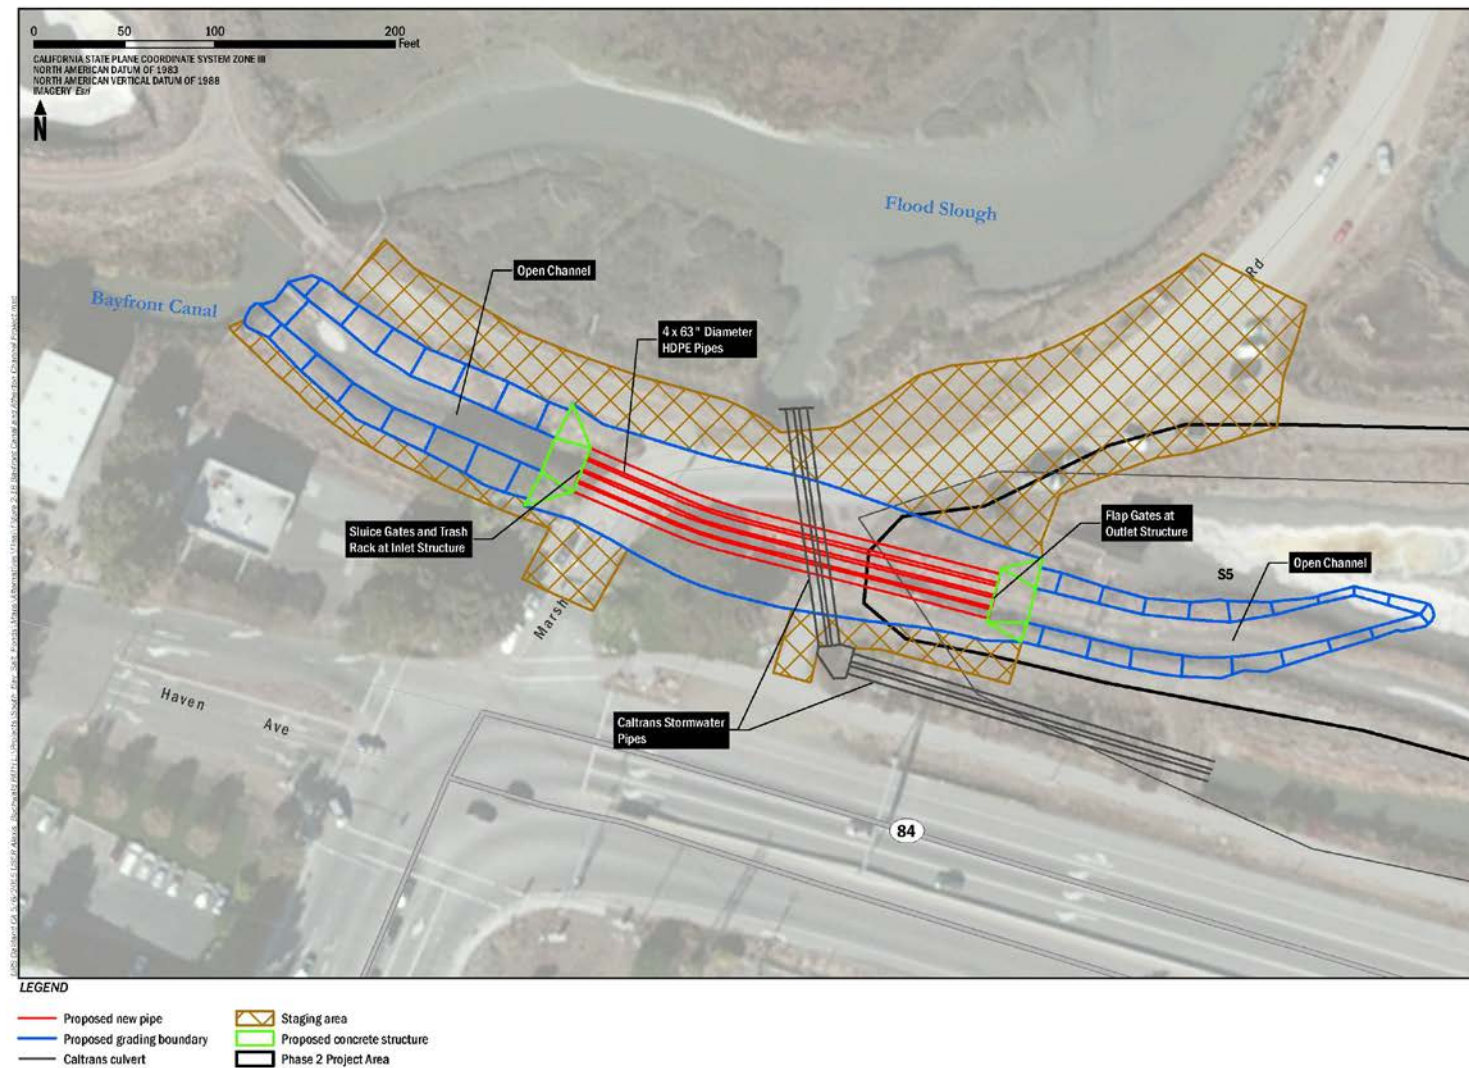 0 50 100 200
Feet
CALIFORNIA STATE PLANE COORDINATE SYSTEM ZONE III
NORTH AMERICAN DATUM OF 1983
NORTH AMERICAN VERTICAL DATUM OF 1988
IMAGERY Esri
N
Flood Slough
Rd
Open Channel
Bayfront Canal
4 x 63" Diameter
HDPE Pipes
Sluice Gates and Trash
Rack at Inlet Structure
Flap Gates at
Outlet Structure
S5
Open Channel
Marsh
Haven Ave
Caltrans Stormwater
Pipes
84
LEGEND
Proposed new pipe
Proposed grading boundary
Caltrans culvert
Staging area
Proposed concrete structure
Phase 2 Project Area